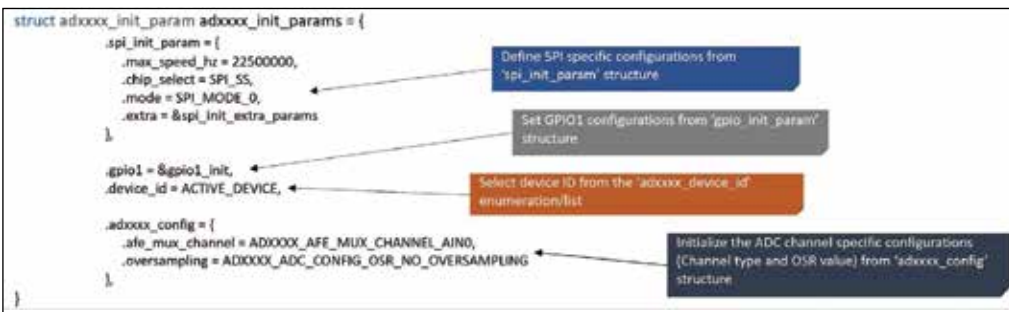 struct adxxxx_init_param adxxxx_init_params = {
.spi_init_param = {
.max_speed_hz = 22500000,
.chip_select = SPI_SS,
.mode = SPI_MODE_0,
.extra = &spi_init_extra_params
},
Define SPI specific configurations from
'spi_init_param' structure
Set GPIO1 configurations from 'gpio_init_param'
structure
.gpio1 = &gpio1_init,
.device_id = ACTIVE_DEVICE,
Select device ID from the 'adxxxx_device_id'
enumeration/list
.adxxxx_config = {
.afe_mux_channel = ADXXXX_AFE_MUX_CHANNEL_AIN0,
.oversampling = ADXXXX_ADC_CONFIG_OSR_NO_OVERSAMPLING
},
Initialize the ADC channel specific configurations
(Channel type and OSR value) from 'adxxxx_config'
structure
}